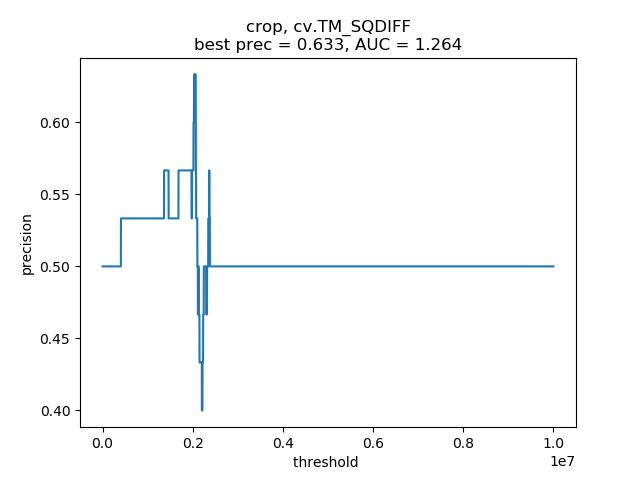 crop, cv.TM_SQDIFF
best prec = 0.633, AUC = 1.264
precision
0.60
0.55
0.50
0.45
0.40
0.0
0.2
0.4
0.6
0.8
1.0
1e7
threshold